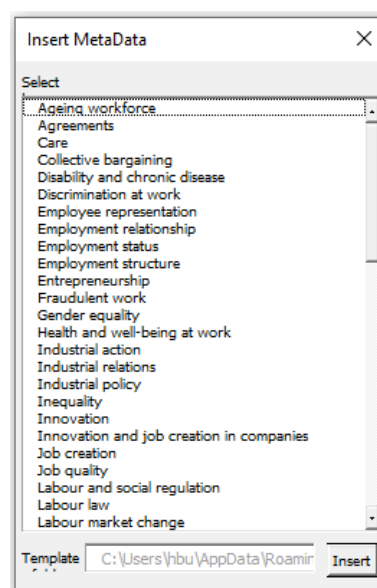 Insert MetaData
Select
Ageing workforce
Agreements
Care
Collective bargaining
Disability and chronic disease
Discrimination at work
Employee representation
Employment relationship
Employment status
Employment structure
Entrepreneurship
Fraudulent work
Gender equality
Health and well-being at work
Industrial action
Industrial relations
Industrial policy
Inequality
Innovation
Innovation and job creation in companies
Job creation
Job quality
Labour and social regulation
Labour law
Labour market change
Template C:\Users\hbu\AppData\Roamir Insert